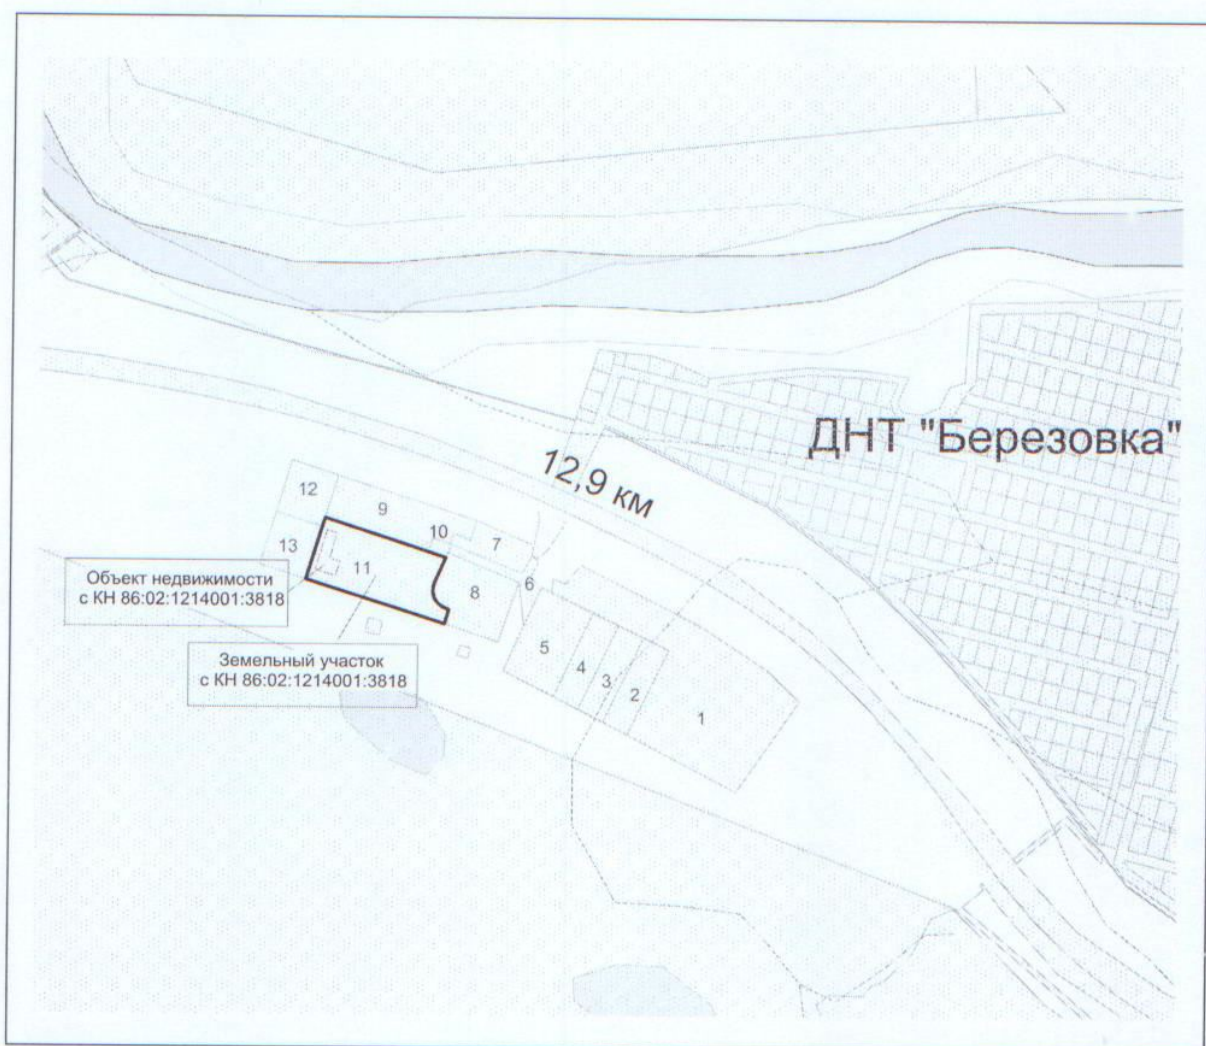 ДНТ "Березовка"
12,9 км
12
9
10
7
13
11
6
8
Объект недвижимости
с КН 86:02:1214001:3818
5
4
3
2
1
Земельный участок
с КН 86:02:1214001:3818